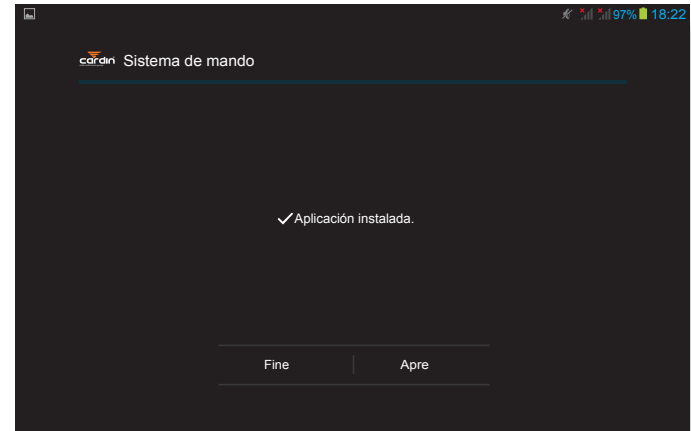 97% 18:22
cardin Sistema de mando
Aplicación instalada.
Fine Apre